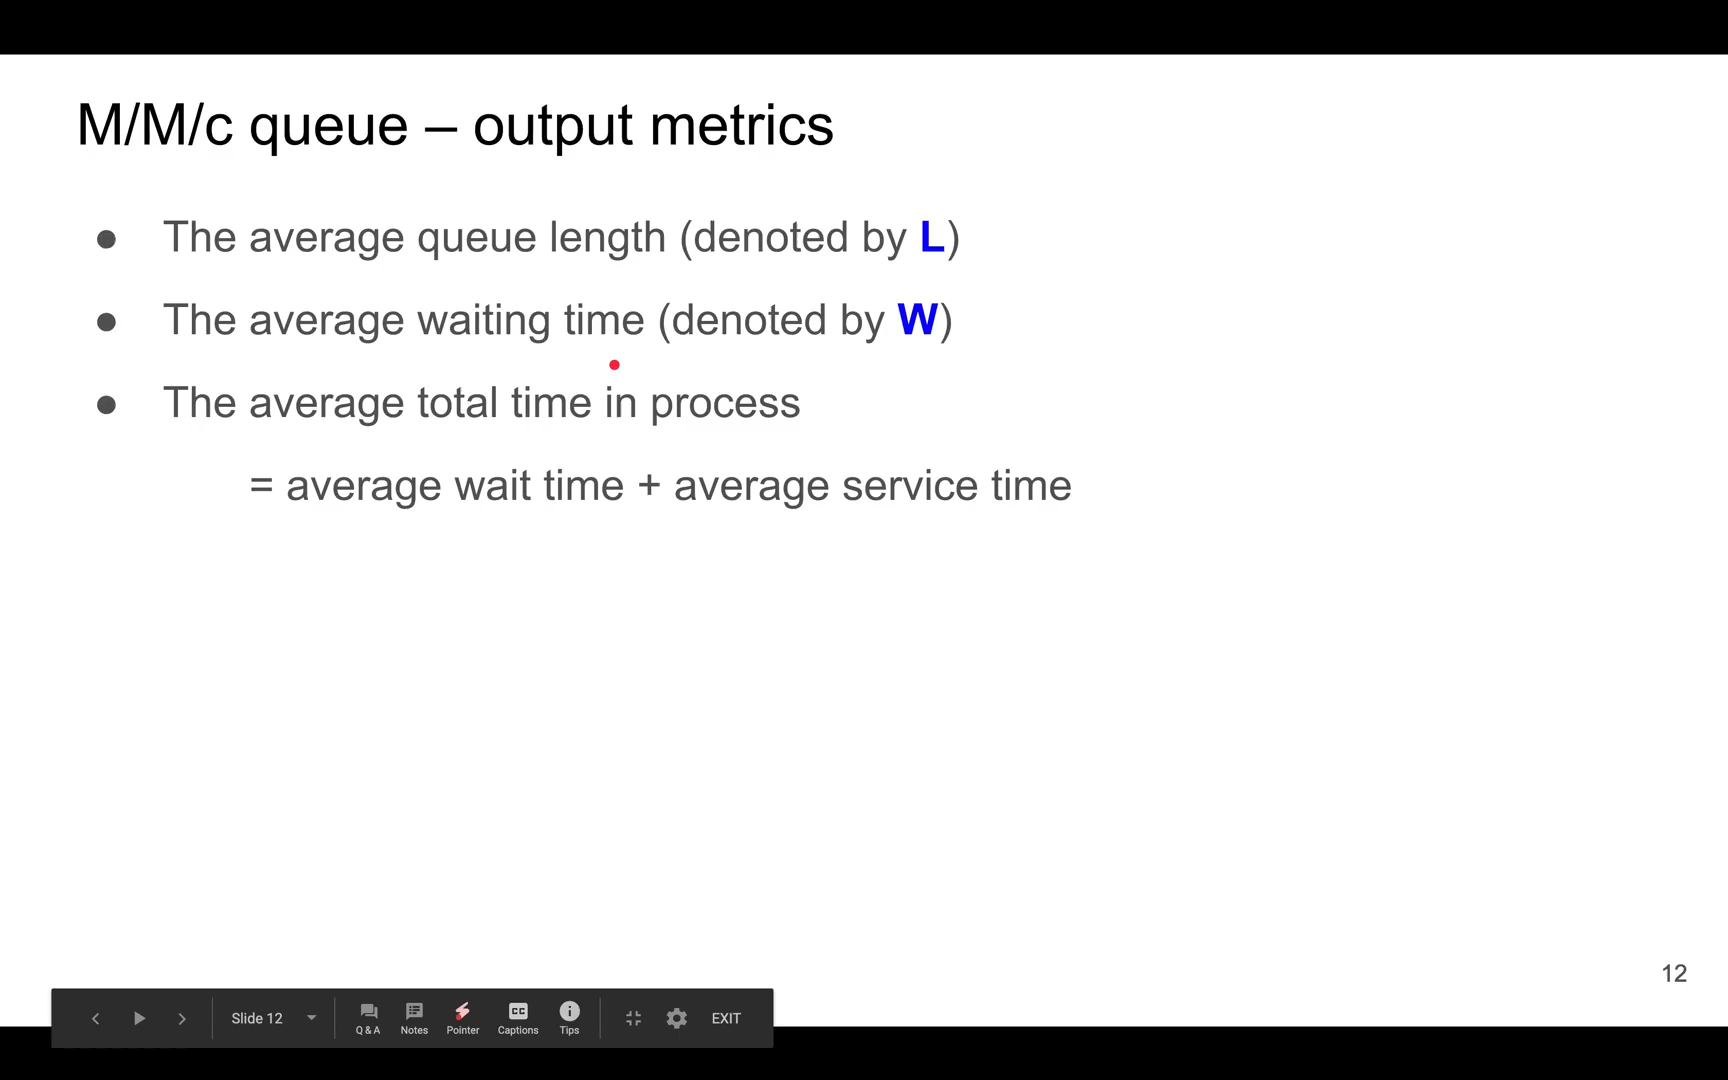 M/M/c queue – output metrics
● The average queue length (denoted by L)
● The average waiting time (denoted by W)
● The average total time in process
= average wait time + average service time
12
Slide 12
Q & A
Notes
Pointer
CC
Captions
Tips
EXIT